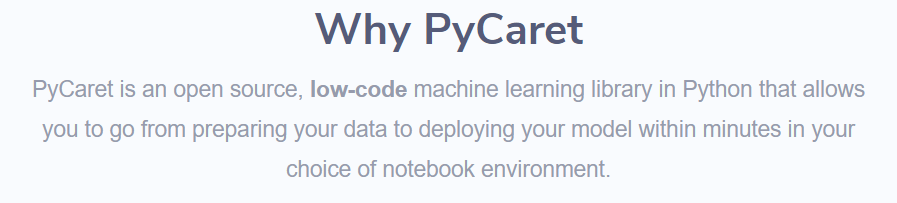 Why PyCaret
PyCaret is an open source, low-code machine learning library in Python that allows
you to go from preparing your data to deploying your model within minutes in your
choice of notebook environment.